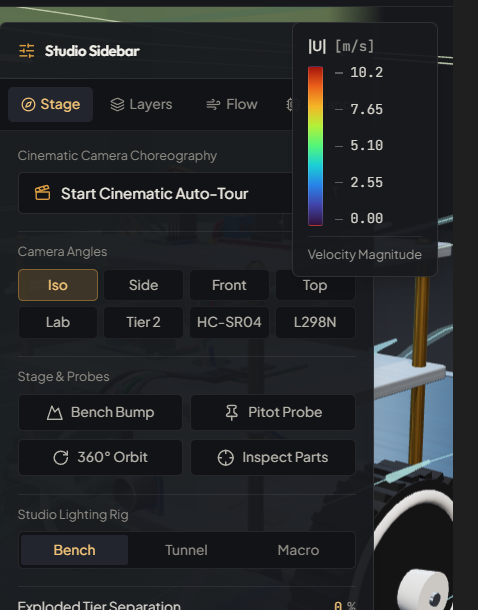 Studio Sidebar
|U| [m/s]
10.2
7.65
5.10
2.55
0.00
Velocity Magnitude
Stage Layers Flow
Cinematic Camera Choreography
Start Cinematic Auto-Tour
Camera Angles
Iso Side Front Top
Lab Tier 2 HC-SR04 L298N
Stage & Probes
Bench Bump Pitot Probe
360° Orbit Inspect Parts
Studio Lighting Rig
Bench Tunnel Macro
Exploded Tier Separation 0 %